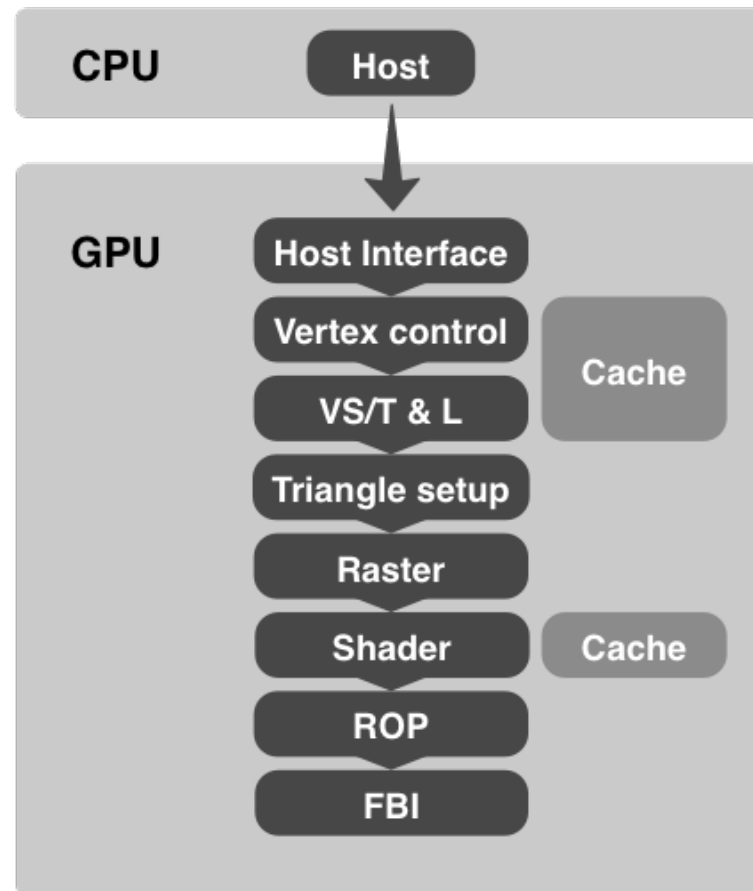 CPU
Host
GPU
Host Interface
Vertex control
Cache
VS/T & L
Triangle setup
Raster
Shader
Cache
ROP
FBI